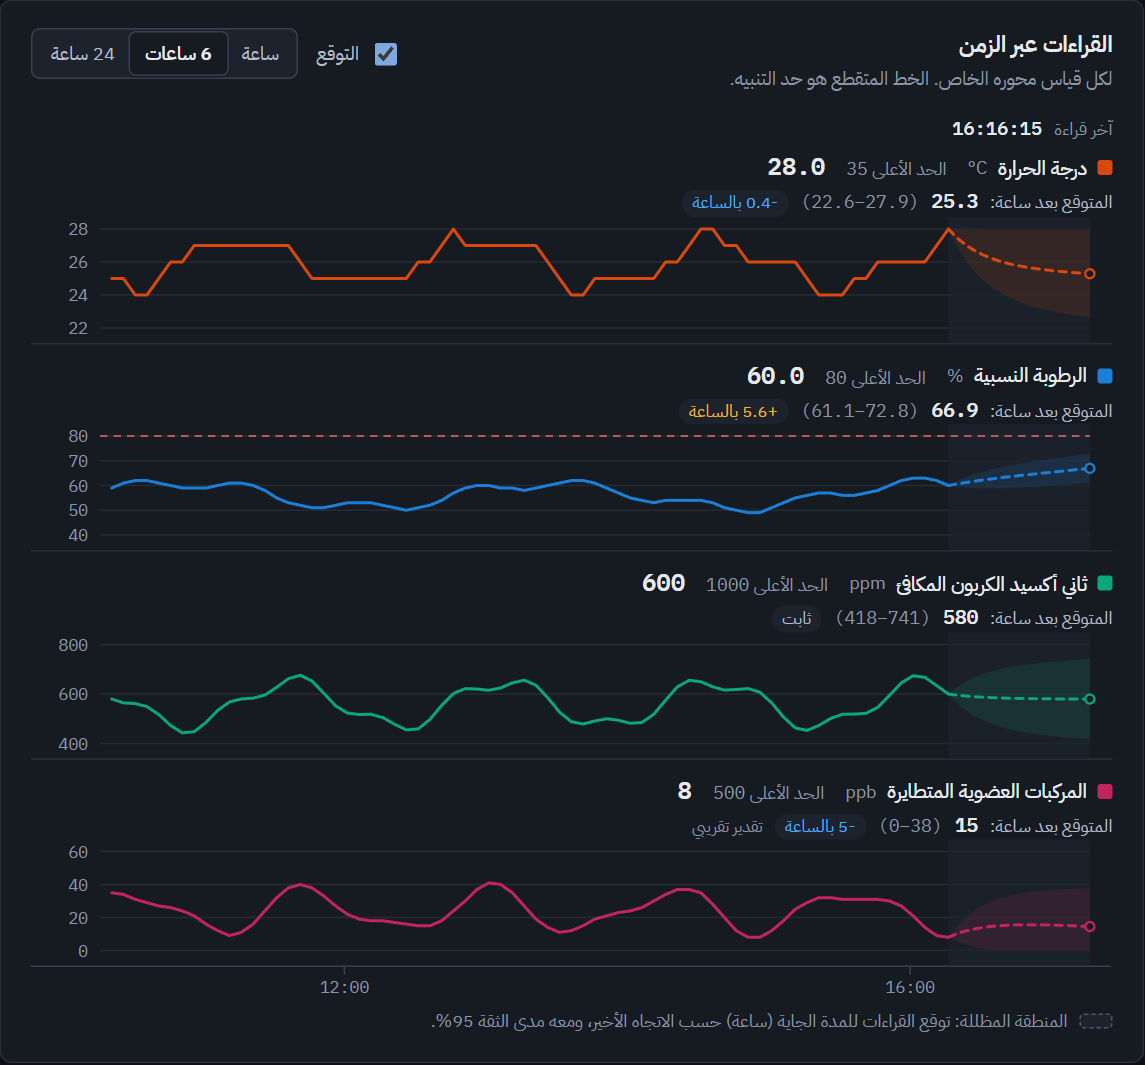 القراءات عبر الزمن
لكل قياس محوره الخاص. الخط المتقطع هو حد التنبيه.
التوقع
ساعة
6 ساعات
24 ساعة
آخر قراءة 16:16:15
درجة الحرارة °C الحد الأعلى 35 28.0
المتوقع بعد ساعة: 25.3 (22.6–27.9) -0.4 بالساعة
28
26
24
22
الرطوبة النسبية % الحد الأعلى 80 60.0
المتوقع بعد ساعة: 66.9 (61.1–72.8) +5.6 بالساعة
80
70
60
50
40
ثاني أكسيد الكربون المكافئ ppm الحد الأعلى 1000 600
المتوقع بعد ساعة: 580 (418–741) ثابت
800
600
400
المركبات العضوية المتطايرة ppb الحد الأعلى 500 8
المتوقع بعد ساعة: 15 (0–38) -5 بالساعة تقدير تقريبي
60
40
20
0
12:00
16:00
المنطقة المظللة: توقع القراءات للمدة الجاية (ساعة) حسب الاتجاه الأخير، ومعه مدى الثقة 95%.